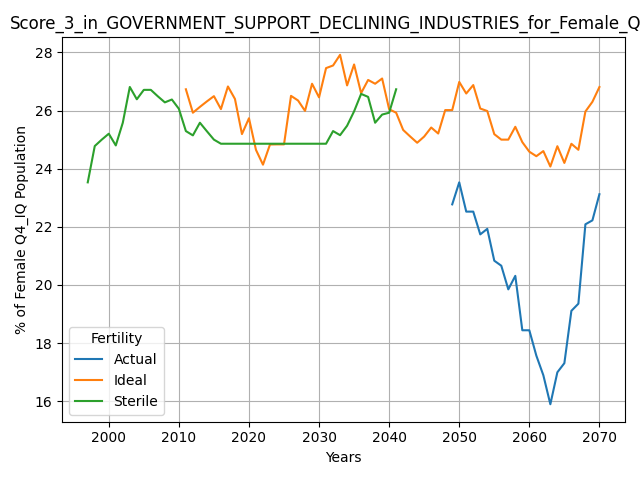 Score_3_in_GOVERNMENT_SUPPORT_DECLINING_INDUSTRIES_for_Female_Q
28
26
24
22
20
18
16
% of Female Q4_IQ Population
Fertility
Actual
Ideal
Sterile
2000 2010 2020 2030 2040 2050 2060 2070
Years